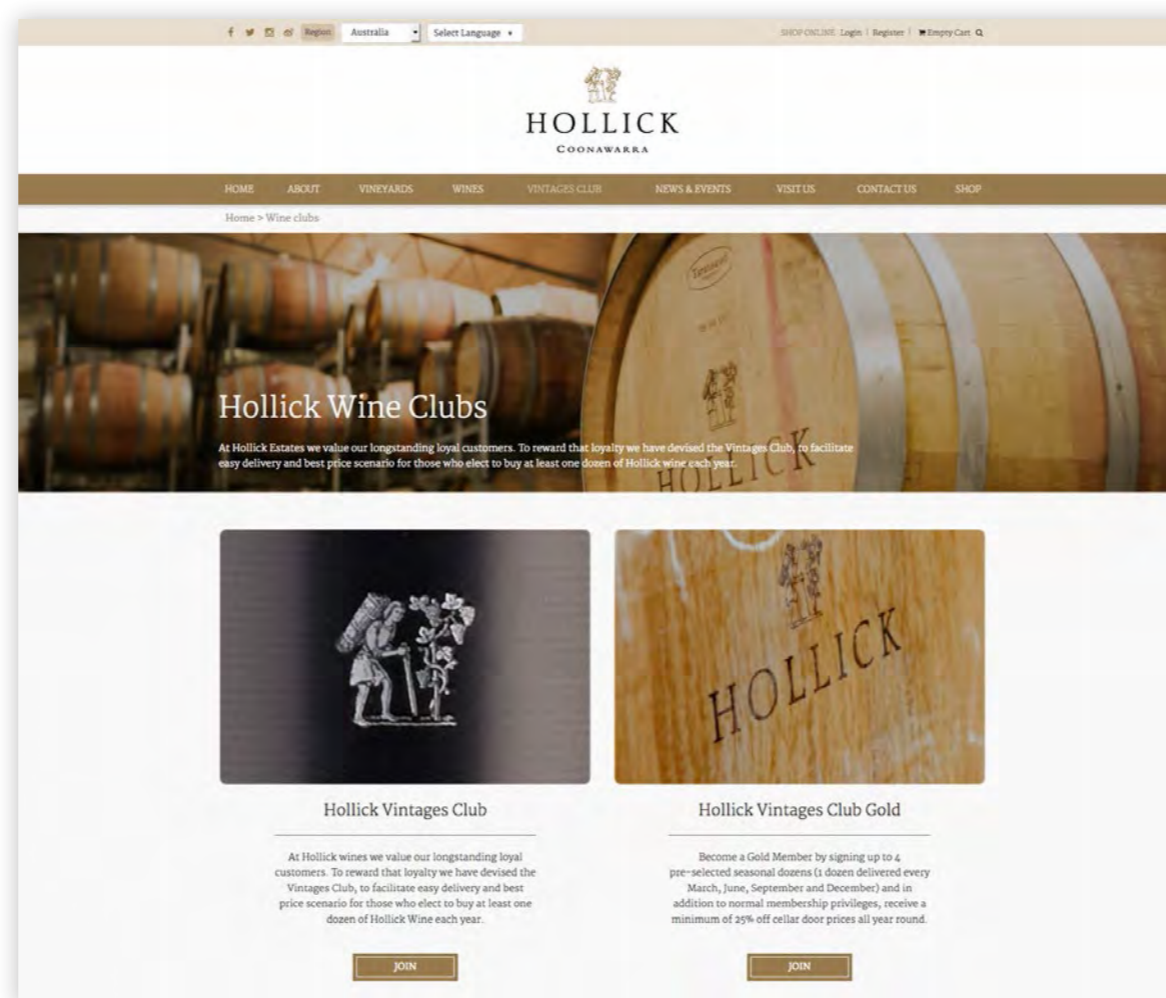 Region Australia Select Language
SHOP ONLINE Login | Register | Empty Cart
HOLLICK
COONAWARRA
HOME ABOUT VINEYARDS WINES VINTAGES CLUB NEWS & EVENTS VISIT US CONTACT US SHOP
Home > Wine clubs
HOLLICK
Hollick Wine Clubs
At Hollick Estates we value our longstanding loyal customers. To reward that loyalty we have devised the Vintages Club, to facilitate
easy delivery and best price scenario for those who elect to buy at least one dozen of Hollick wine each year.
HOLLICK
Hollick Vintages Club
At Hollick wines we value our longstanding loyal
customers. To reward that loyalty we have devised the
Vintages Club, to facilitate easy delivery and best
price scenario for those who elect to buy at least one
dozen of Hollick Wine each year.
JOIN
Hollick Vintages Club Gold
Become a Gold Member by signing up to 4
pre-selected seasonal dozens (1 dozen delivered every
March, June, September and December) and in
addition to normal membership privileges, receive a
minimum of 25% off cellar door prices all year round.
JOIN